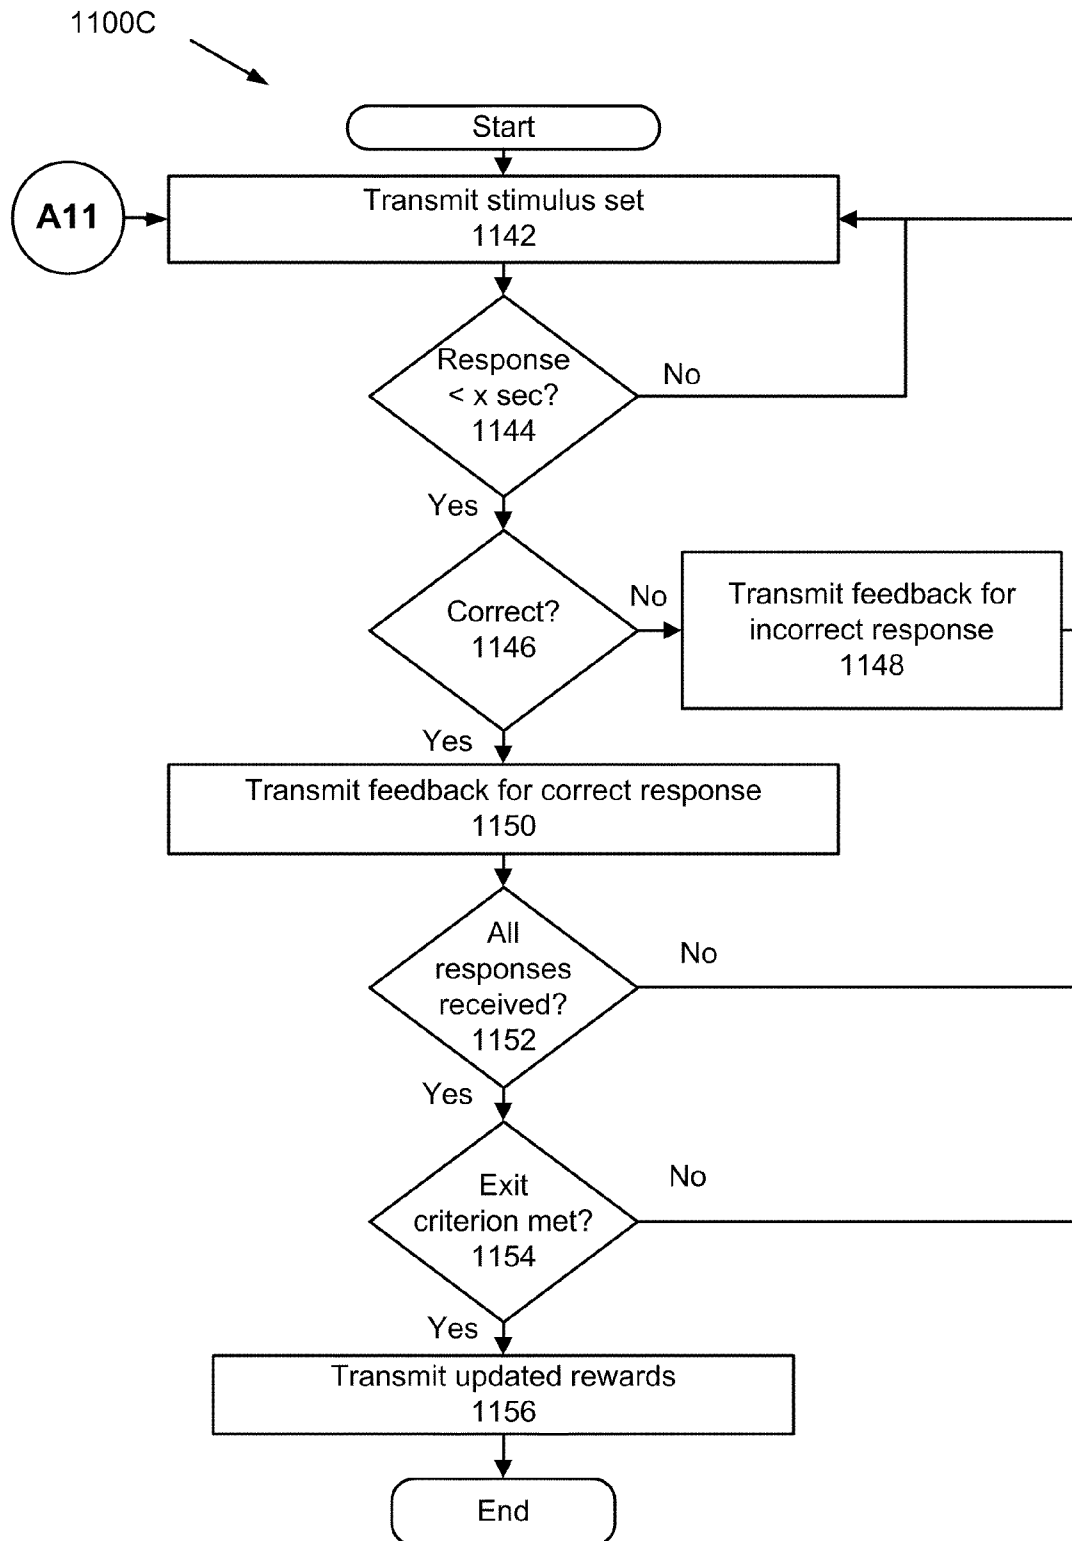 1100C
Start
A11
Transmit stimulus set
1142
Response
< x sec?
1144
No
Yes
Correct?
1146
No
Transmit feedback for
incorrect response
1148
Yes
Transmit feedback for correct response
1150
All
responses
received?
1152
No
Yes
Exit
criterion met?
1154
No
Yes
Transmit updated rewards
1156
End